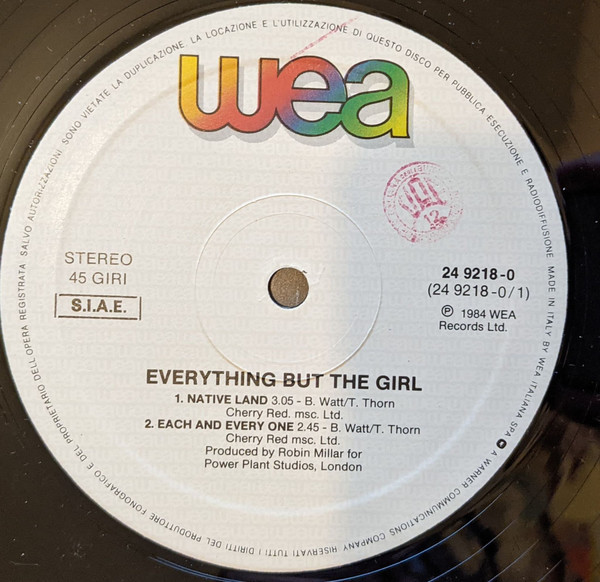 SONO VIETATE LA DUPLICAZIONE LA LOCAZIONE E L'UTILIZZAZIONE DI QUESTO DISCO PER PUBBLICA ESECUZIONE E RADIODIFFUSIONE MADE IN ITALY BY WEA ITALIANA SPA
A WARNER COMMUNICATIONS COMPANY RISERVATI TUTTI I DIRITTI DEL PRODUTTORE FONOGRAFICO E DEL PROPRIETARIO DELL'OPERA REGISTRATA SALVO AUTORIZZAZIONI
wea
12
STEREO
45 GIRI
S.I.A.E.
24 9218-0
(24 9218-0/1)
℗ 1984 WEA
Records Ltd.
EVERYTHING BUT THE GIRL
1. NATIVE LAND 3.05 - B. Watt/T. Thorn
Cherry Red. msc. Ltd.
2. EACH AND EVERY ONE 2.45 - B. Watt/T. Thorn
Cherry Red. msc. Ltd.
Produced by Robin Millar for
Power Plant Studios, London